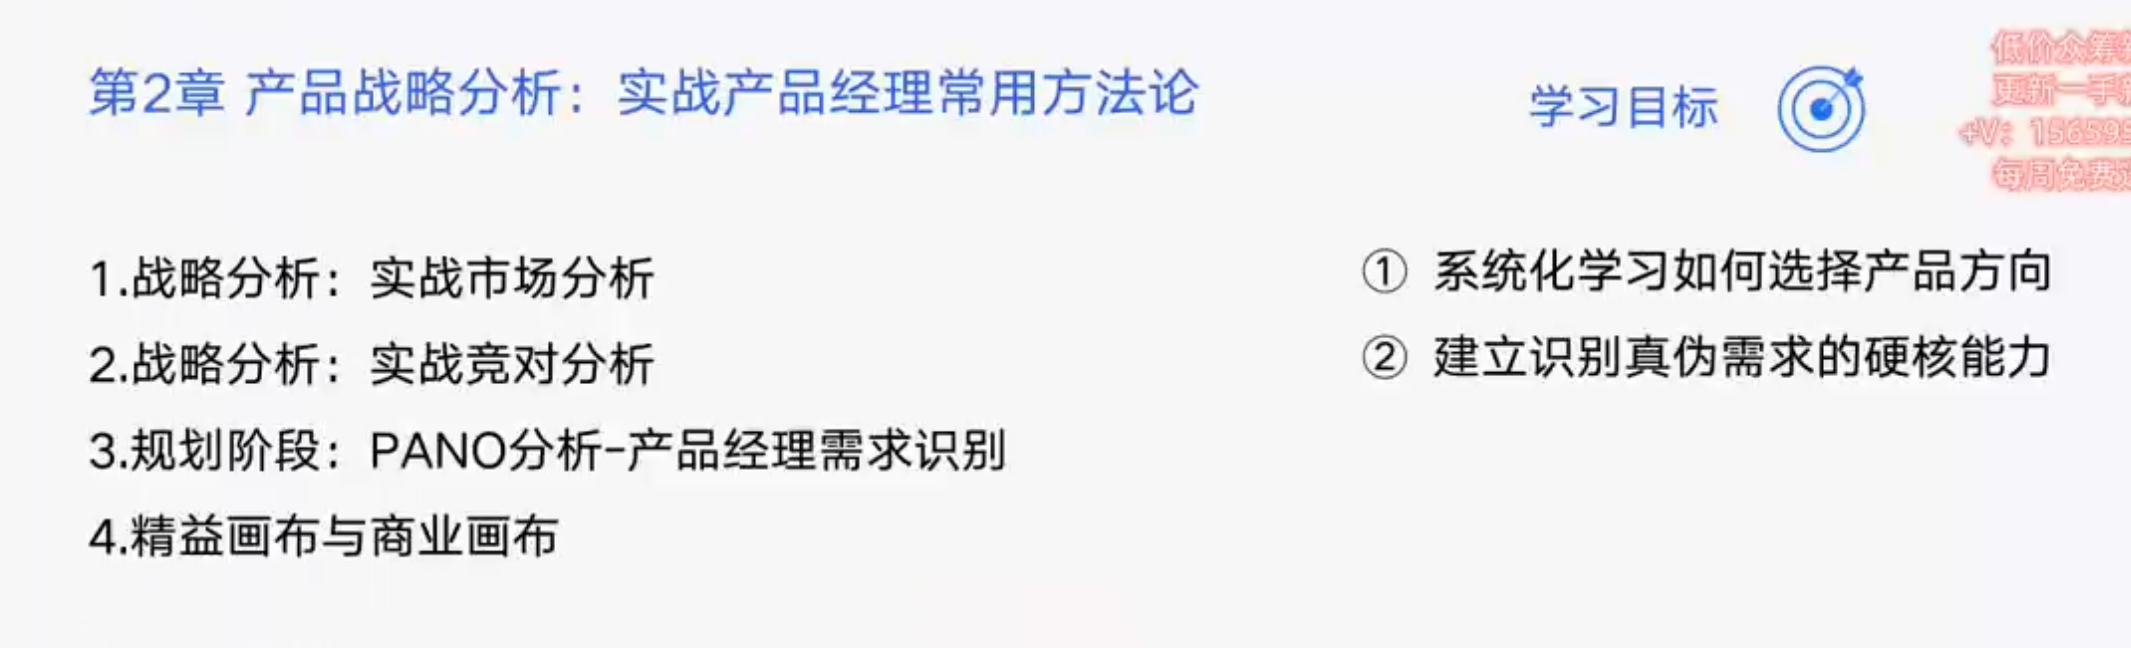 第2章 产品战略分析：实战产品经理常用方法论
1.战略分析：实战市场分析
2.战略分析：实战竞对分析
3.规划阶段：PANO分析-产品经理需求识别
4.精益画布与商业画布
学习目标
① 系统化学习如何选择产品方向
② 建立识别真伪需求的硬核能力
低价众筹
更新一手
+V：156595
每周免费